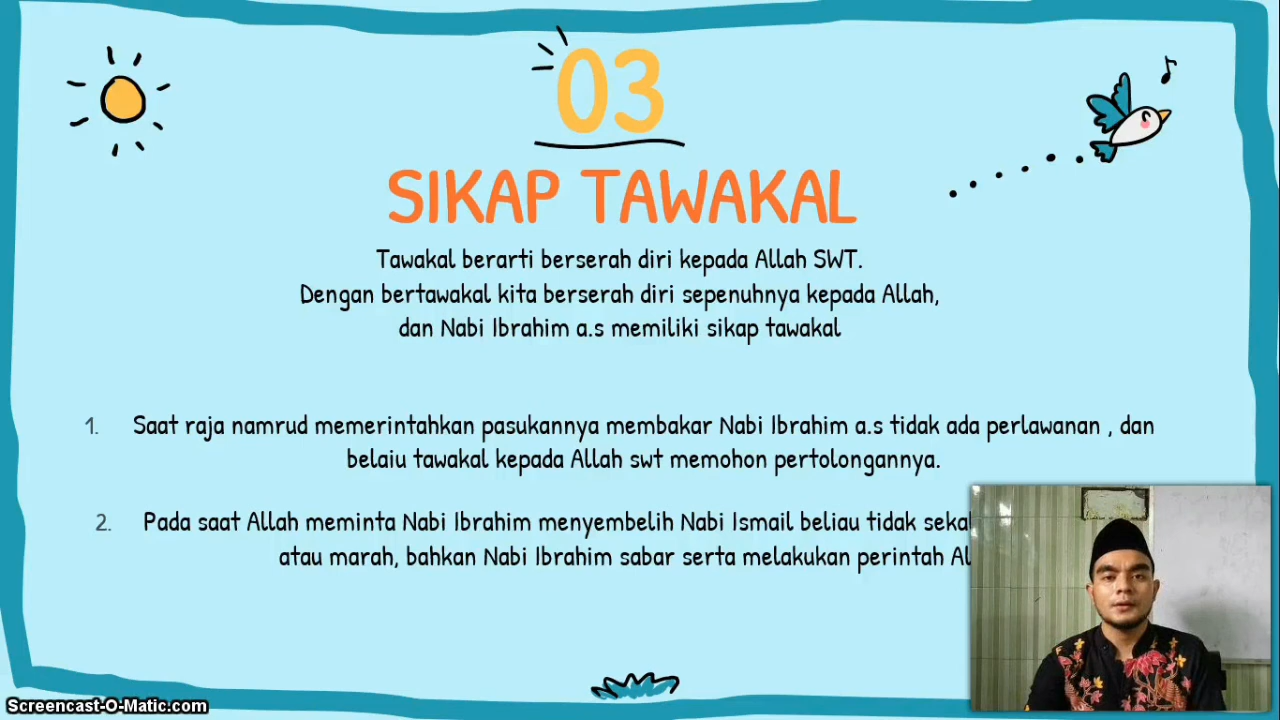 03
SIKAP TAWAKAL
Tawakal berarti berserah diri kepada Allah SWT.
Dengan bertawakal kita berserah diri sepenuhnya kepada Allah,
dan Nabi Ibrahim a.s memiliki sikap tawakal
1. Saat raja namrud memerintahkan pasukannya membakar Nabi Ibrahim a.s tidak ada perlawanan , dan
belaiu tawakal kepada Allah swt memohon pertolongannya.
2. Pada saat Allah meminta Nabi Ibrahim menyembelih Nabi Ismail beliau tidak
atau marah, bahkan Nabi Ibrahim sabar serta melakukan perintah
Screencast-O-Matic.com